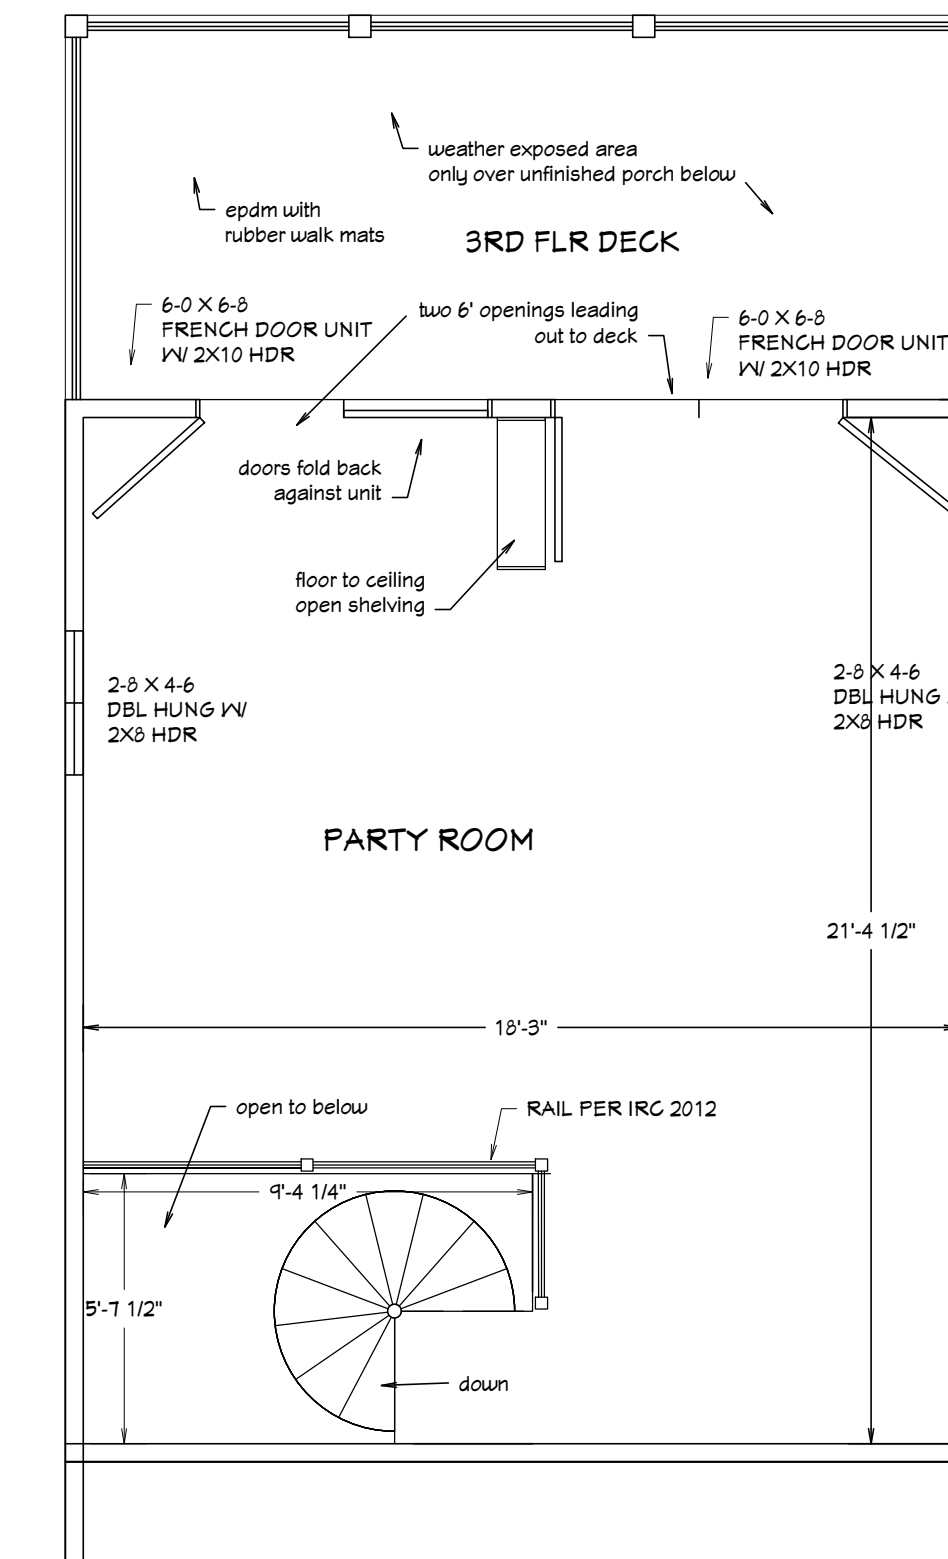 weather exposed area
only over unfinished porch below
epdm with
rubber walk mats
3RD FLR DECK
6-0 X 6-8
FRENCH DOOR UNIT
W/ 2X10 HDR
two 6' openings leading
out to deck
6-0 X 6-8
FRENCH DOOR UNIT
W/ 2X10 HDR
doors fold back
against unit
floor to ceiling
open shelving
2-8 X 4-6
DBL HUNG W/
2X8 HDR
2-8 X 4-6
DBL HUNG
2X8 HDR
PARTY ROOM
21'-4 1/2"
18'-3"
open to below
RAIL PER IRC 2012
9'-4 1/4"
5'-7 1/2"
down